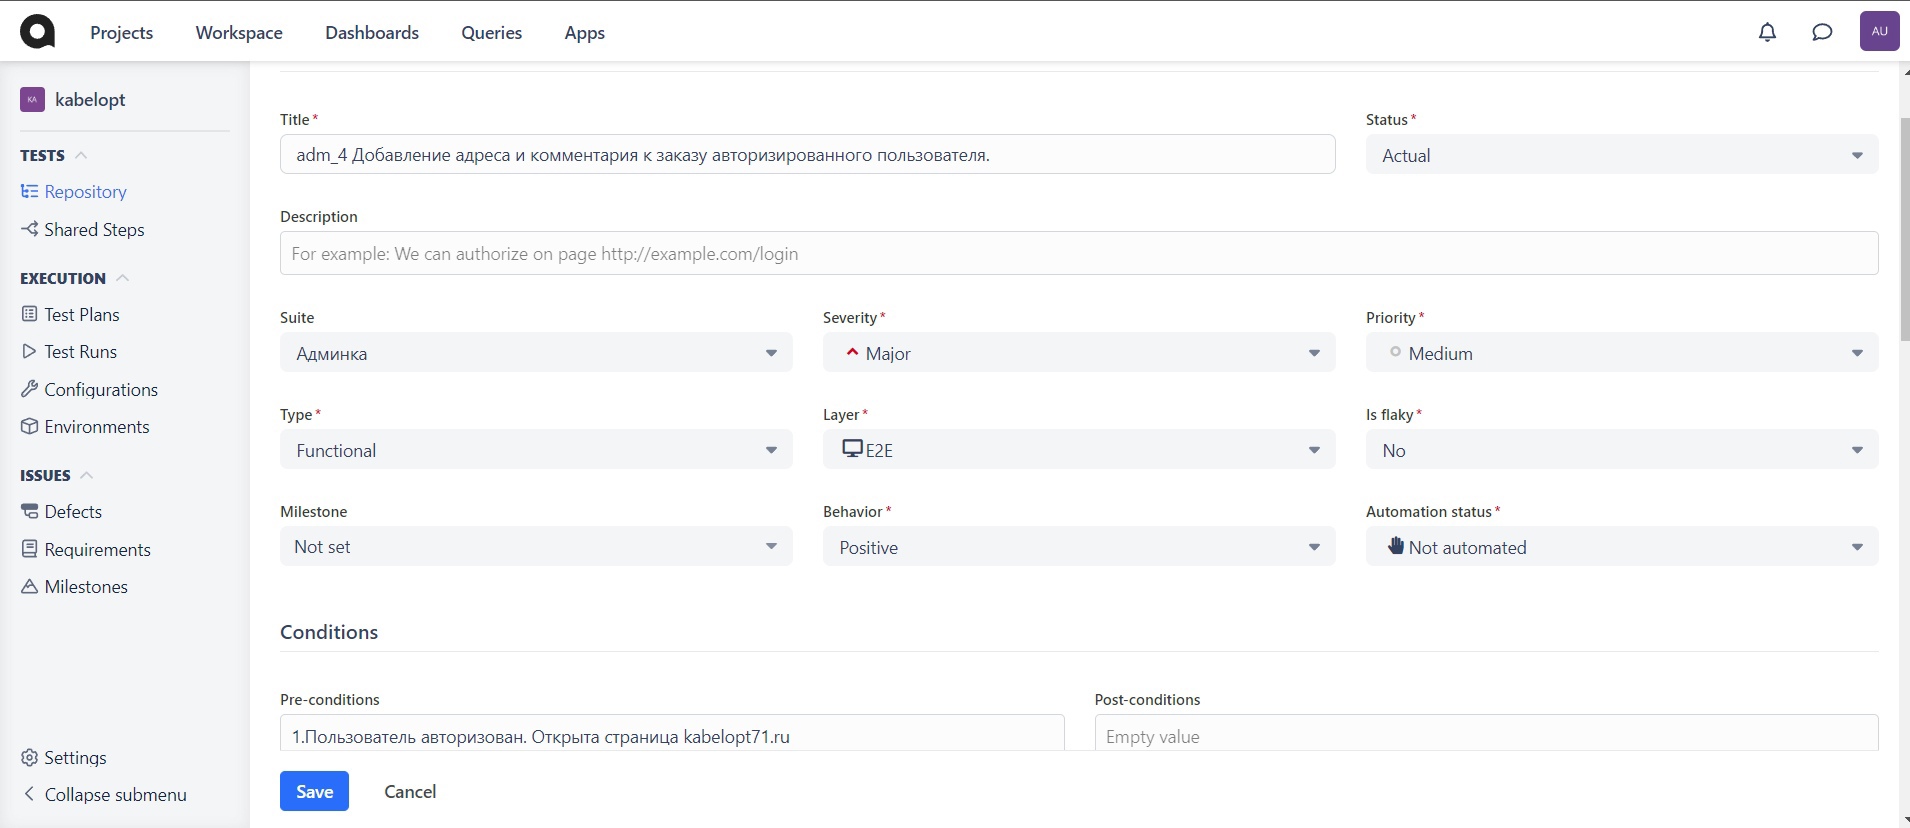 Projects Workspace Dashboards Queries Apps AU
KA kabelopt
TESTS
Repository
Shared Steps
EXECUTION
Test Plans
Test Runs
Configurations
Environments
ISSUES
Defects
Requirements
Milestones
Settings
Collapse submenu
Title* Status*
adm_4 Добавление адреса и комментария к заказу авторизированного пользователя. Actual
Description
For example: We can authorize on page http://example.com/login
Suite Severity* Priority*
Админка Major Medium
Type* Layer* Is flaky*
Functional E2E No
Milestone Behavior* Automation status*
Not set Positive Not automated
Conditions
Pre-conditions Post-conditions
1.Пользователь авторизован. Открыта страница kabelopt71.ru Empty value
Save Cancel